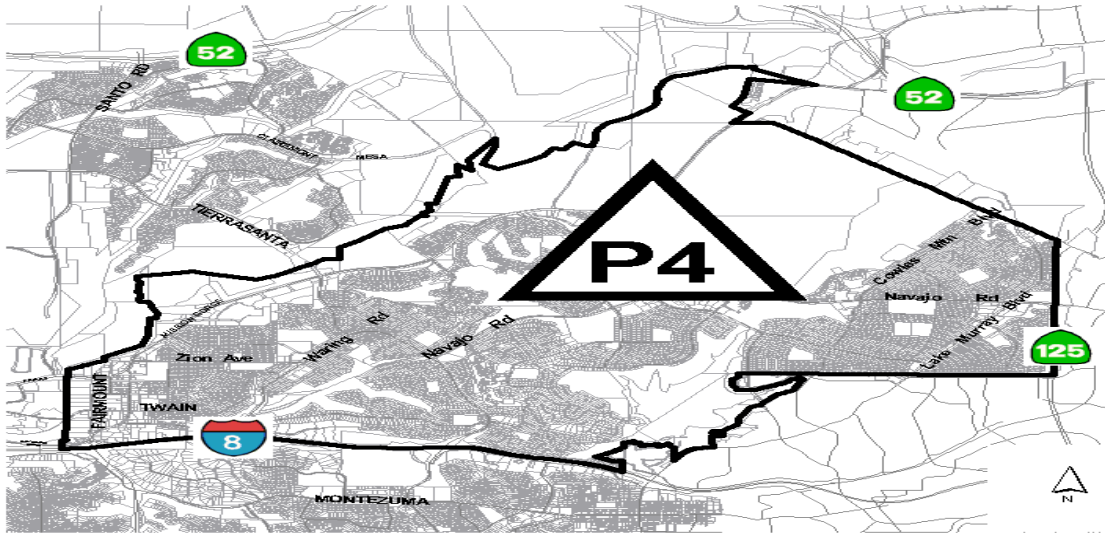 52
SANTO RD
52
CLAIREMONT
MESA
TIERRASANTA
P4
Cowles Mtn Blvd
Navajo Rd
Lake Murray Blvd
125
Zion Ave
Waring Rd
Navajo Rd
FAIRMOUNT
TWAIN
8
MONTEZUMA
N